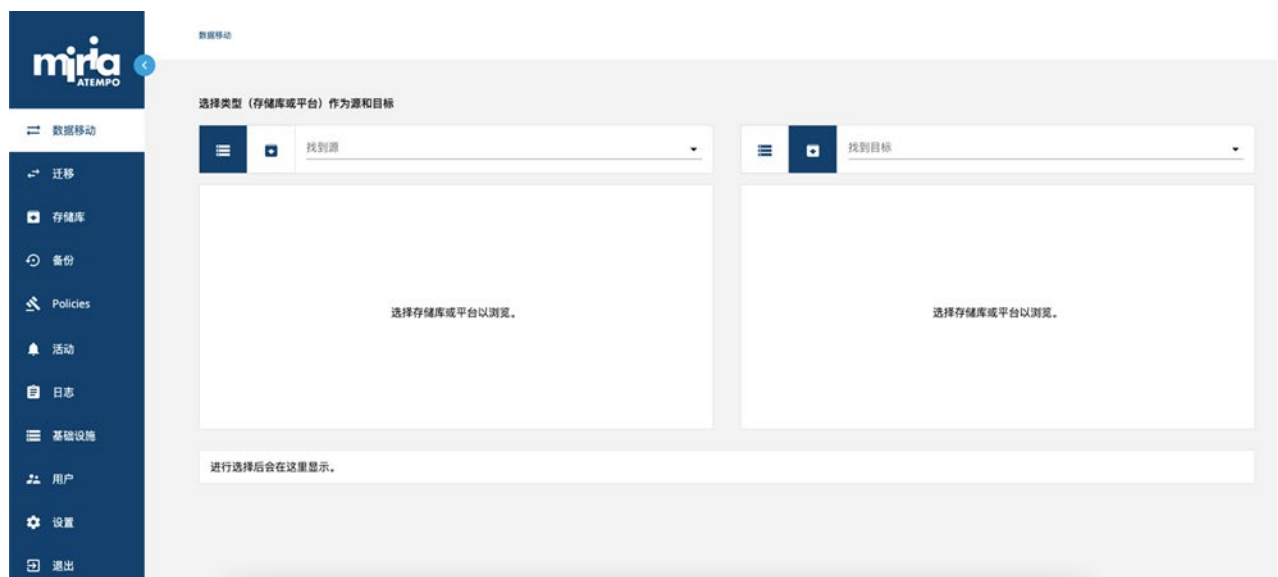 miria
ATEMPO
数据移动
迁移
存储库
备份
Policies
活动
日志
基础设施
用户
设置
退出
数据移动
选择类型（存储库或平台）作为源和目标
找到源
找到目标
选择存储库或平台以浏览。
选择存储库或平台以浏览。
进行选择后会在这里显示。